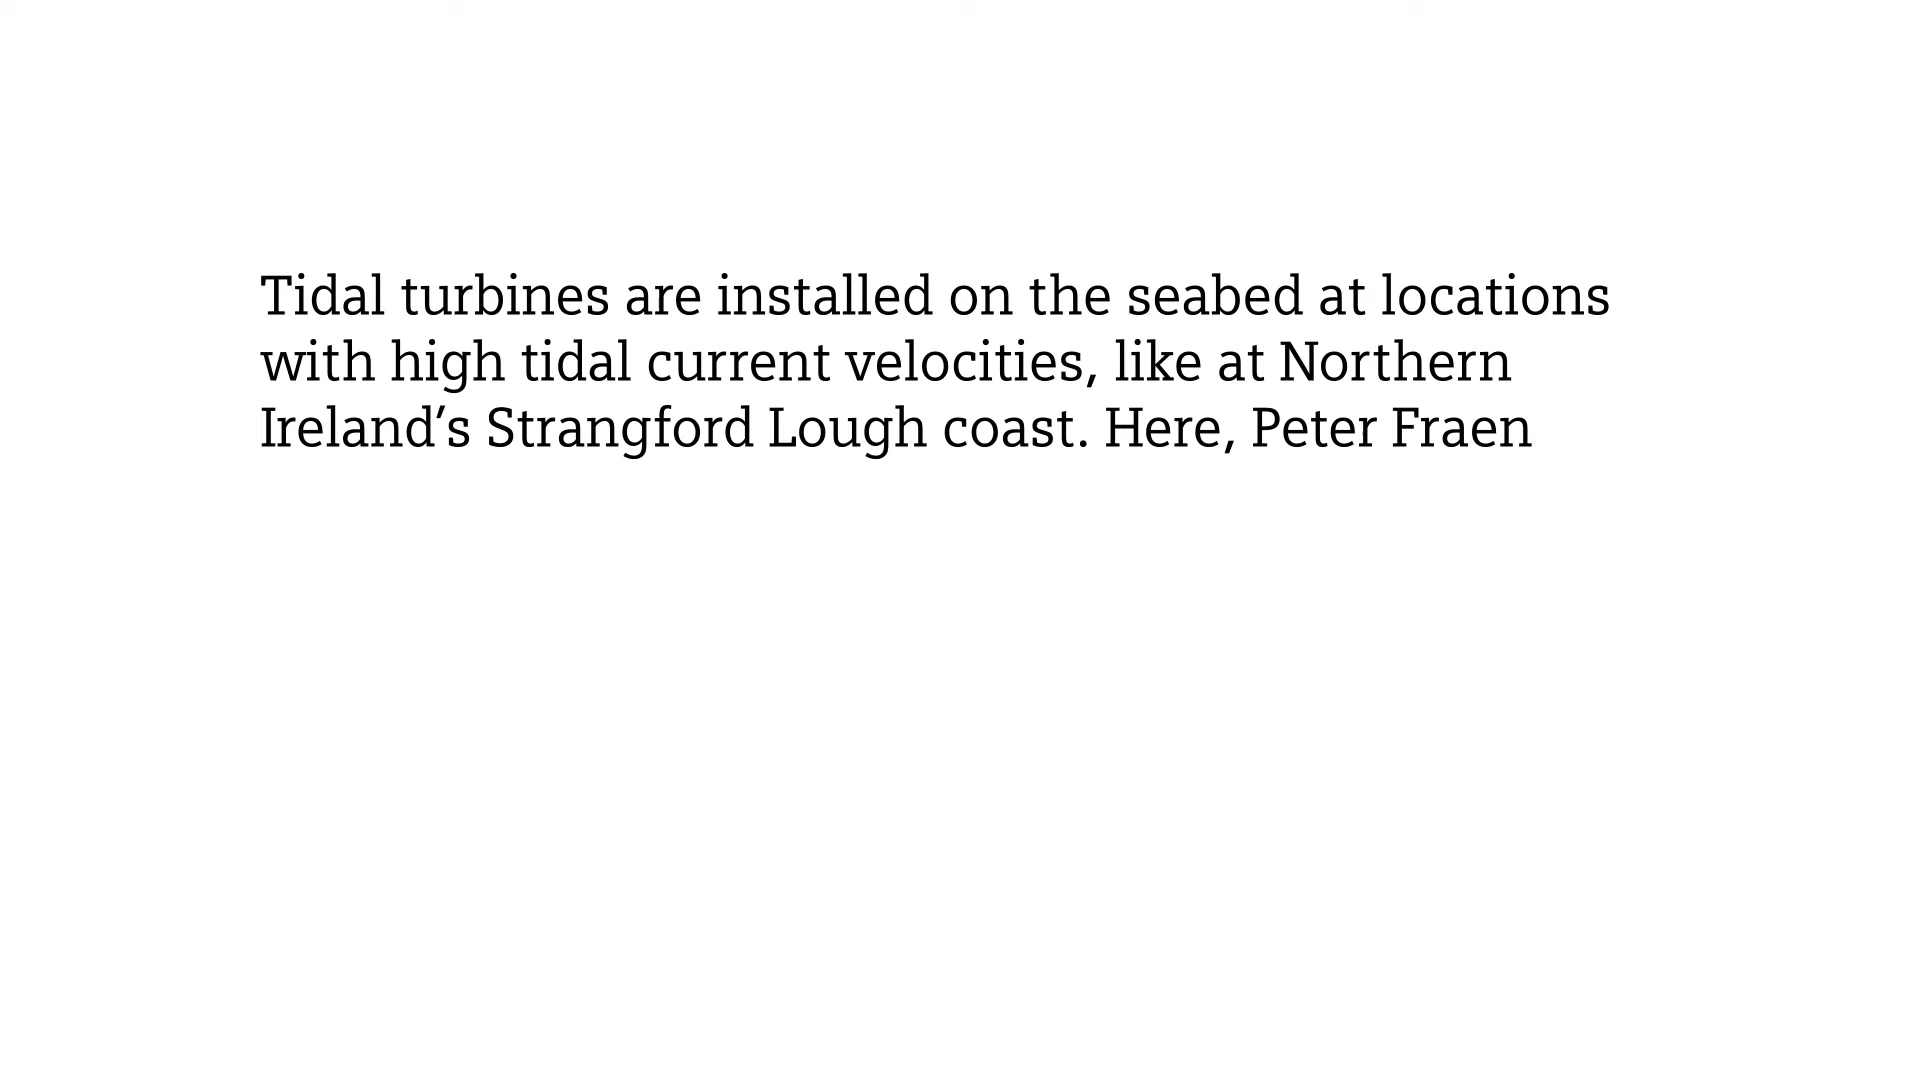 Tidal turbines are installed on the seabed at locations
with high tidal current velocities, like at Northern
Ireland’s Strangford Lough coast. Here, Peter Fraen